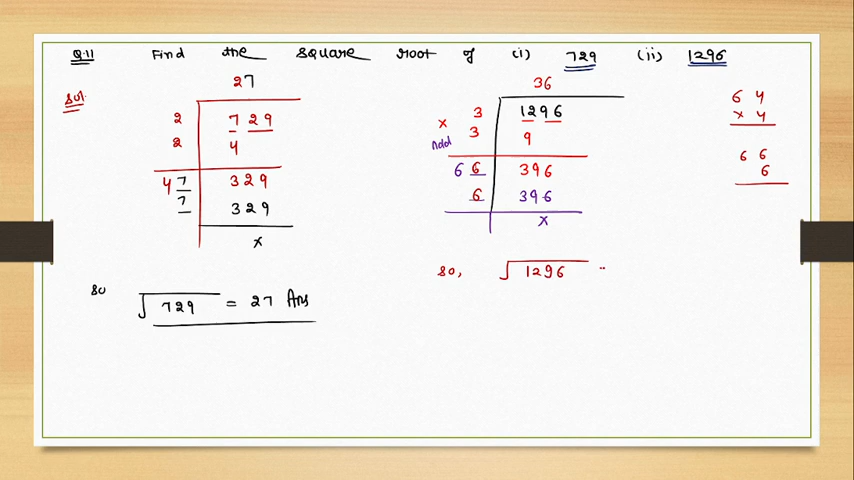 Q.11 Find the square root of (i) 729 (ii) 1296
Sol.
27
2 7 29
2 4
47 329
7 329
x
so √729 = 27 Ans
36
x 3 1296
Add 3 9
66 396
6 396
x
so, √1296
64
x 4
66
6